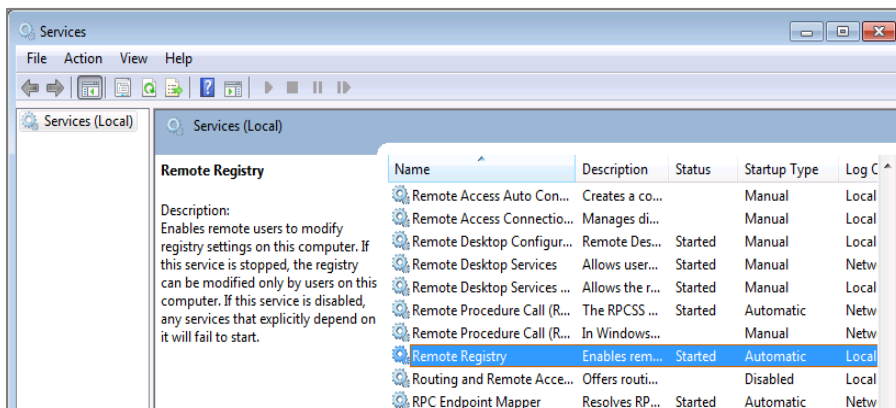 Services
File Action View Help
Services (Local)
Services (Local)
Remote Registry
Description:
Enables remote users to modify
registry settings on this computer. If
this service is stopped, the registry
can be modified only by users on this
computer. If this service is disabled,
any services that explicitly depend on
it will fail to start.
Name Description Status Startup Type Log C
Remote Access Auto Con... Creates a co... Manual Local
Remote Access Connectio... Manages di... Manual Local
Remote Desktop Configur... Remote Des... Started Manual Local
Remote Desktop Services Allows user... Started Manual Netw
Remote Desktop Services ... Allows the r... Started Manual Local
Remote Procedure Call (R... The RPCSS ... Started Automatic Netw
Remote Procedure Call (R... In Windows... Manual Netw
Remote Registry Enables rem... Started Automatic Local
Routing and Remote Acce... Offers routi... Disabled Local
RPC Endpoint Mapper Resolves RP... Started Automatic Netw